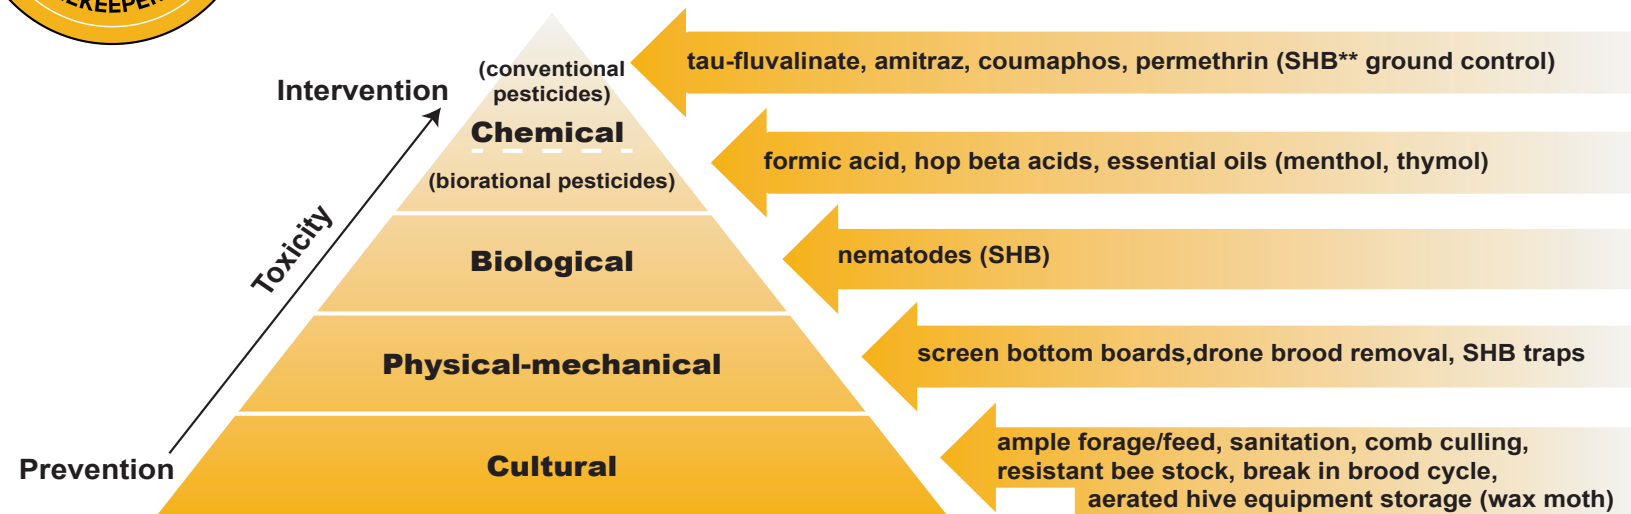 Intervention
(conventional
pesticides)
tau-fluvalinate, amitraz, coumaphos, permethrin (SHB** ground control)
Chemical
(biorational pesticides)
formic acid, hop beta acids, essential oils (menthol, thymol)
Toxicity
Biological
nematodes (SHB)
Physical-mechanical
screen bottom boards,drone brood removal, SHB traps
Prevention
Cultural
ample forage/feed, sanitation, comb culling,
resistant bee stock, break in brood cycle,
aerated hive equipment storage (wax moth)